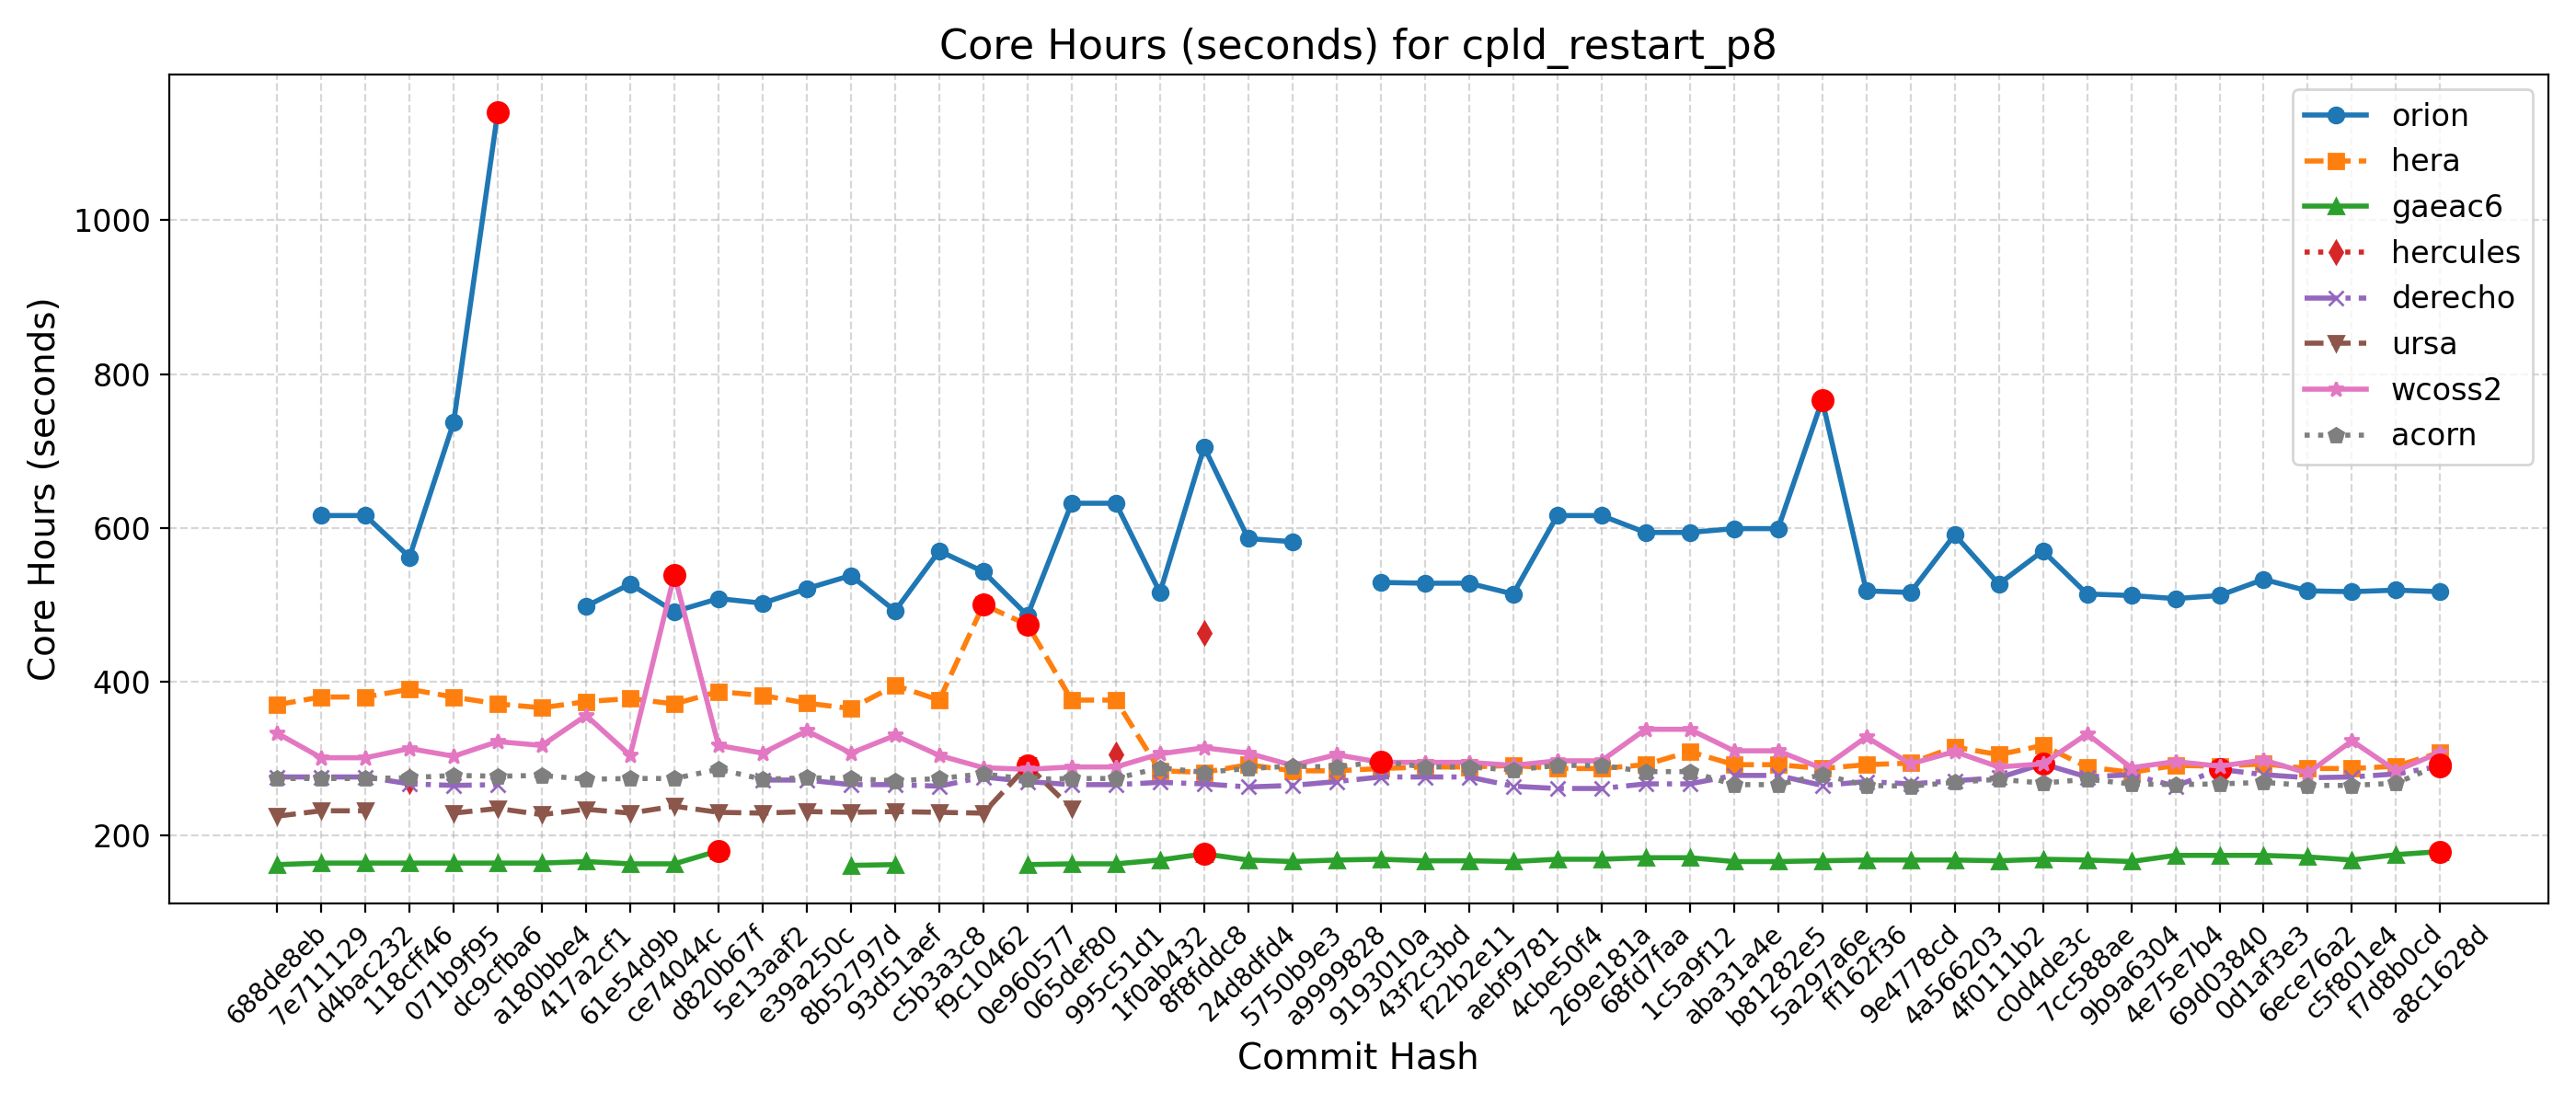 Core Hours (seconds) for cpld_restart_p8
Core Hours (seconds)
1000
800
600
400
200
orion
hera
gaeac6
hercules
derecho
ursa
wcoss2
acorn
688de8eb
7e711129
d4bac232
118cff46
071b9f95
dc9cfba6
a180bbe4
417a2cf1
61e54d9b
ce74044c
d820b67f
5e13aaf2
e39a250c
8b52797d
93d51aef
c5b3a3c8
f9c10462
0e960577
065def80
995c51d1
1f0ab432
8f8fddc8
24d8dfd4
5750b9e3
a9999828
9193010a
43f2c3bd
f22b2e11
aebf9781
4cbe50f4
269e181a
68fd7faa
1c5a9f12
aba31a4e
b81282e5
5a297a6e
ff162f36
9e4778cd
4a566203
4f0111b2
c0d4de3c
7cc588ae
9b9a6304
4e75e7b4
69d03840
0d1af3e3
6ece76a2
c5f801e4
f7d8b0cd
a8c1628d
Commit Hash